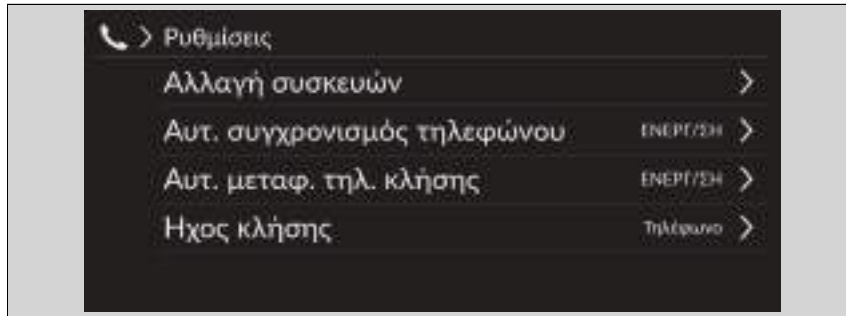 Ρυθμίσεις
Αλλαγή συσκευών
Αυτ. συγχρονισμός τηλεφώνου ΕΝΕΡΓ/ΣΗ
Αυτ. μεταφ. τηλ. κλήσης ΕΝΕΡΓ/ΣΗ
Ηχος κλήσης Τηλέφωνο